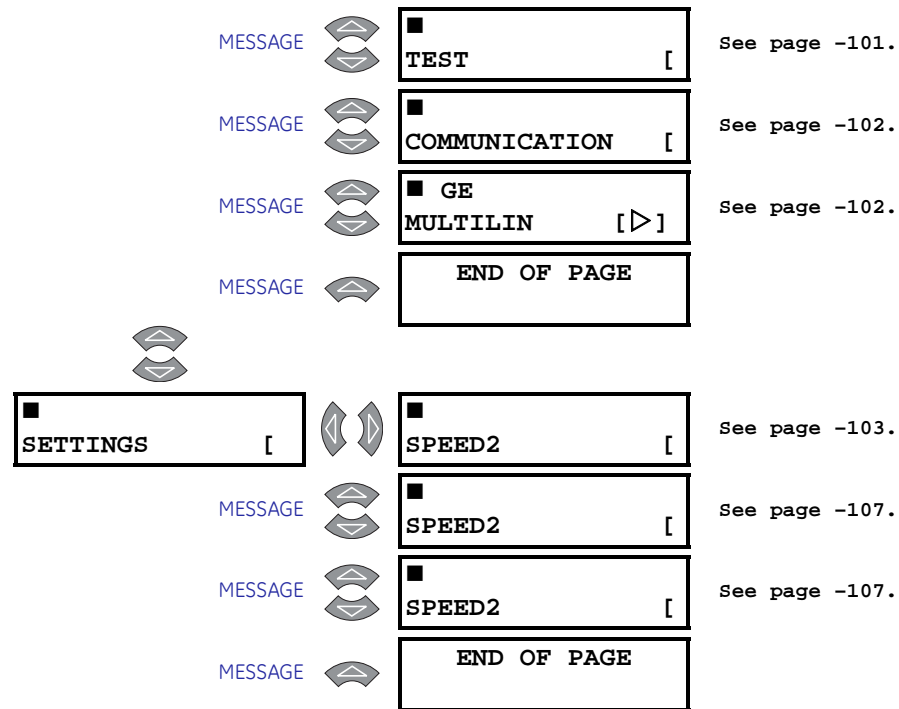 ■
MESSAGE TEST [ See page –101.
■
MESSAGE COMMUNICATION [ See page –102.
■ GE
MESSAGE MULTILIN [▷] See page –102.
MESSAGE END OF PAGE
■ ■
SETTINGS [ SPEED2 [ See page –103.
■
MESSAGE SPEED2 [ See page –107.
■
MESSAGE SPEED2 [ See page –107.
MESSAGE END OF PAGE